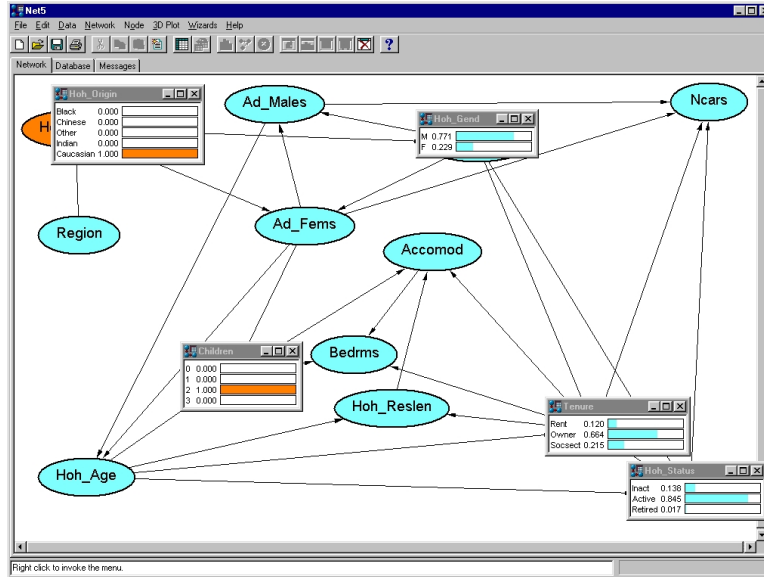 Net5
File Edit Data Network Node 3D Plot Wizards Help
Network Database Messages
Hoh_Origin
Black 0.000
Chinese 0.000
Other 0.000
Indian 0.000
Caucasian 1.000
Ad_Males
Hoh_Gend
M 0.771
F 0.229
Ncars
Region
Ad_Fems
Accomod
Children
0 0.000
1 0.000
2 1.000
3 0.000
Bedrms
Hoh_Reslen
Tenure
Rent 0.120
Owner 0.664
Socsect 0.215
Hoh_Age
Hoh_Status
Inact 0.138
Active 0.845
Retired 0.017
Right click to invoke the menu.